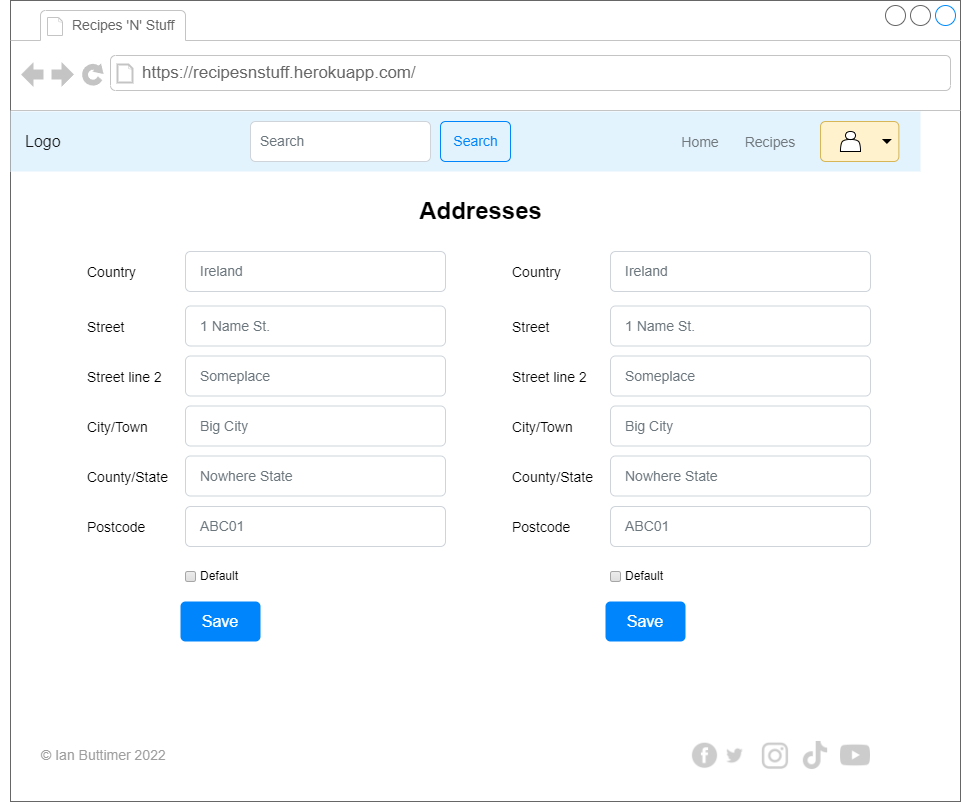 Recipes 'N' Stuff
https://recipesnstuff.herokuapp.com/
Logo
Search
Search
Home
Recipes
Addresses
Country
Ireland
Street
1 Name St.
Street line 2
Someplace
City/Town
Big City
County/State
Nowhere State
Postcode
ABC01
Default
Save
Country
Ireland
Street
1 Name St.
Street line 2
Someplace
City/Town
Big City
County/State
Nowhere State
Postcode
ABC01
Default
Save
© Ian Buttimer 2022